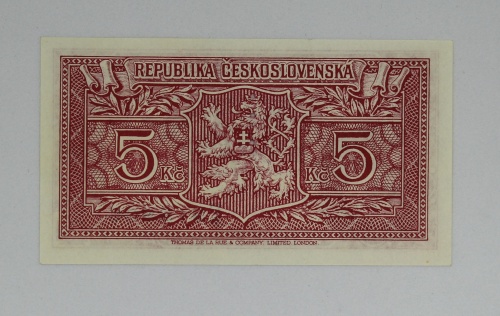 REPUBLIKA ČESKOSLOVENSKÁ
5 Kč
5 Kč
THOMAS DE LA RUE & COMPANY, LIMITED, LONDON.